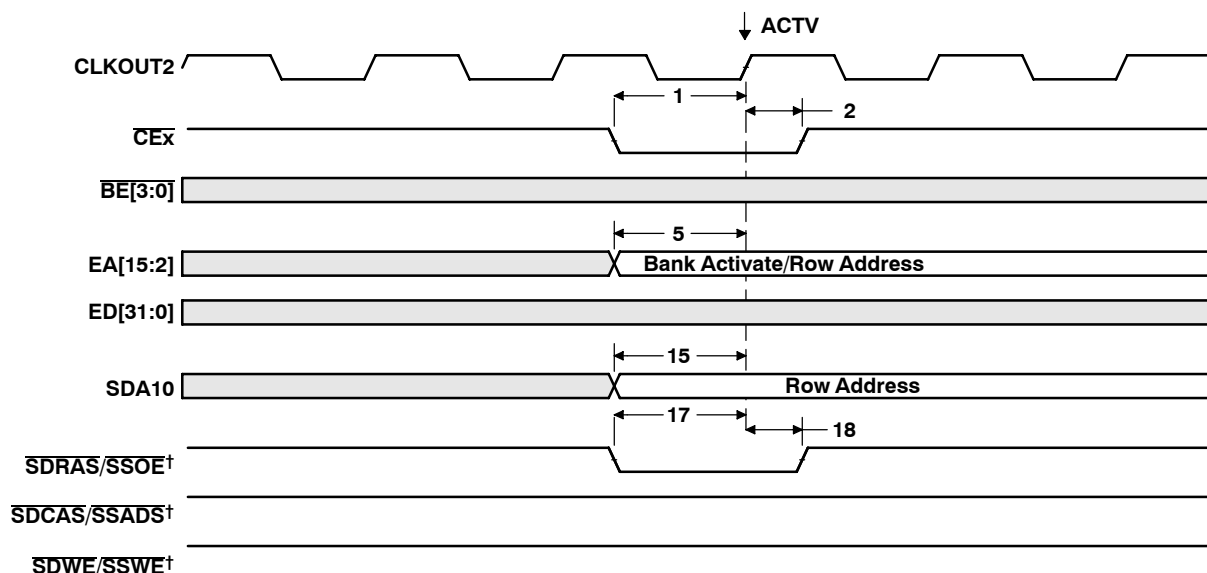 ACTV
CLKOUT2
1
2
CEx
BE[3:0]
5
EA[15:2]
Bank Activate/Row Address
ED[31:0]
15
SDA10
Row Address
17
18
SDRAS/SSOE†
SDCAS/SSADS†
SDWE/SSWE†